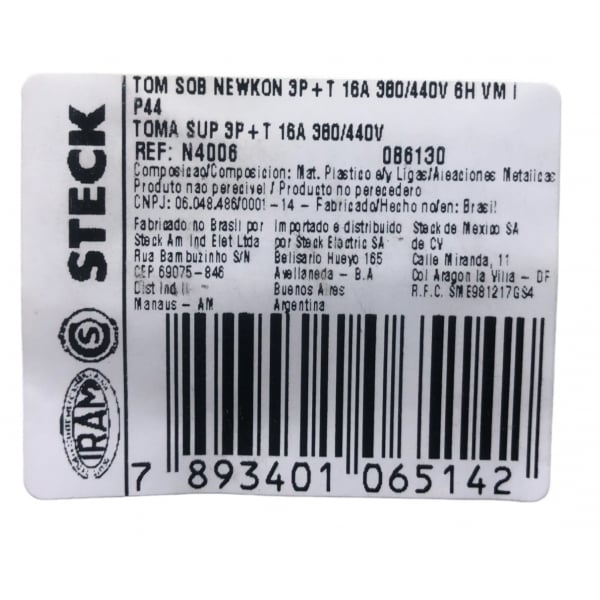 STECK
TOM SOB NEWKON 3P+T 16A 380/440V 6H VM I
P44
TOMA SUP 3P+T 16A 380/440V
REF: N4006 086130
Composicao/Composicion: Mat. Plastico e/y Ligas/Aleaciones Metalicas
Produto nao perecivel / Producto no perecedero
CNPJ: 06.048.486/0001-14 - Fabricado/Hecho no/en: Brasil
Fabricado no Brasil por
Steck Am Ind Elet Ltda
Rua Bambuzinho S/N
CEP 69075-846
Dist Ind II
Manaus - AM
Importado e distribuido
por Steck Electric SA
Belisario Hueyo 165
Avellaneda - B.A
Buenos Aires
Argentina
Steck de Mexico SA
de CV
Calle Miranda, 11
Col Aragon la Villa - DF
R.F.C. SME981217GS4
S
IRAM
7 893401 065142